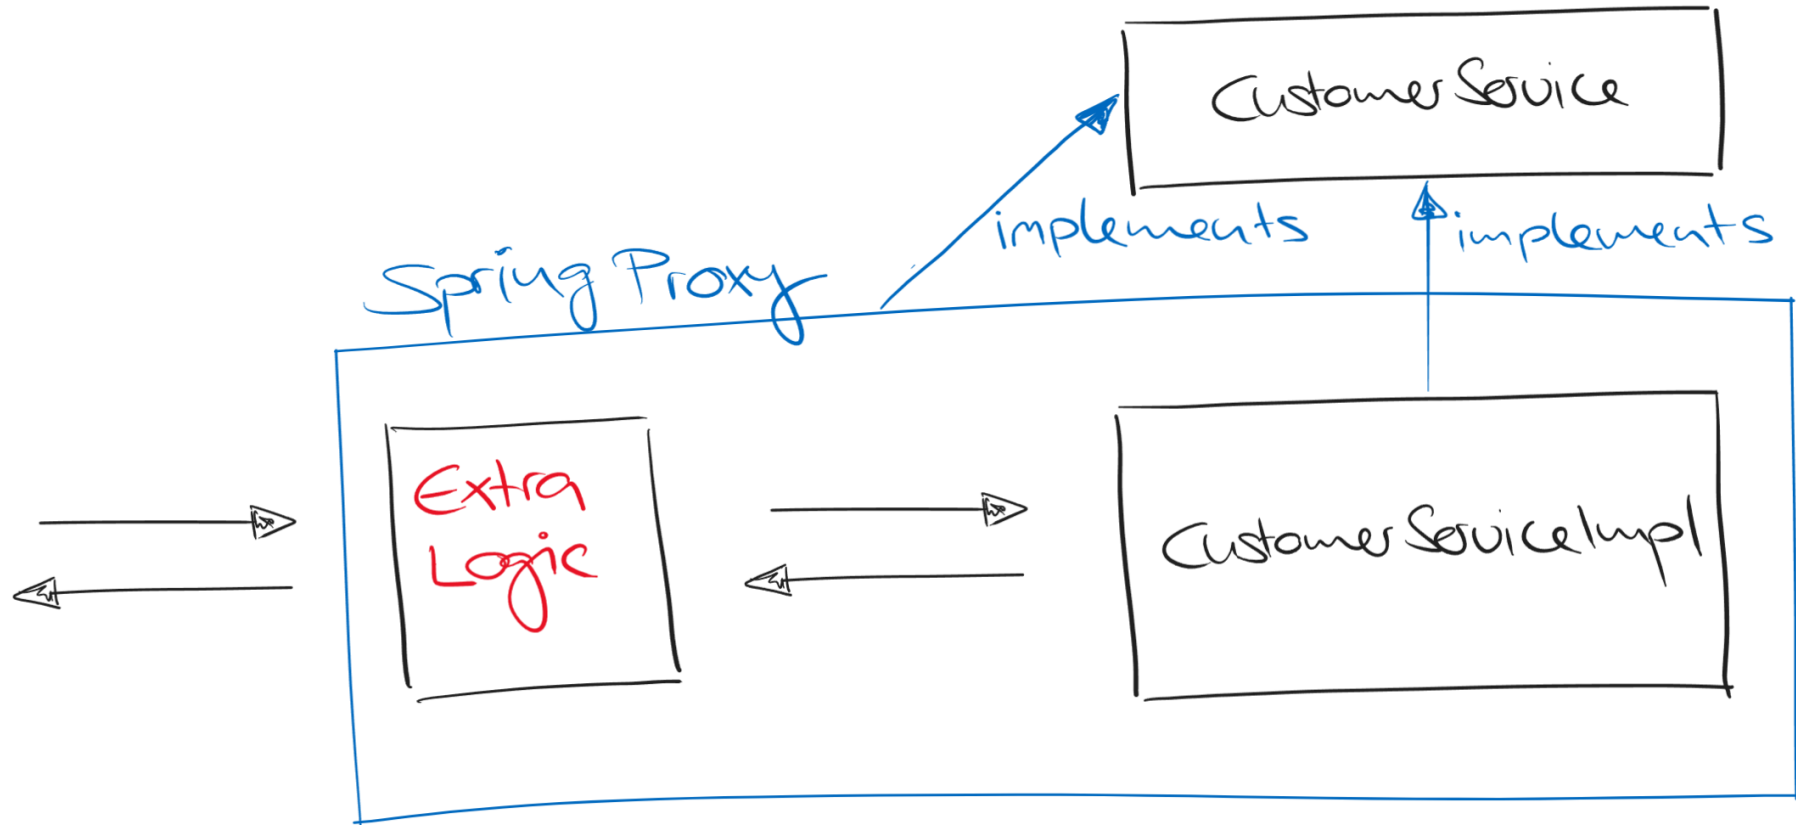 CustomerService
implements
implements
Spring Proxy
Extra
Logic
CustomerServiceImpl